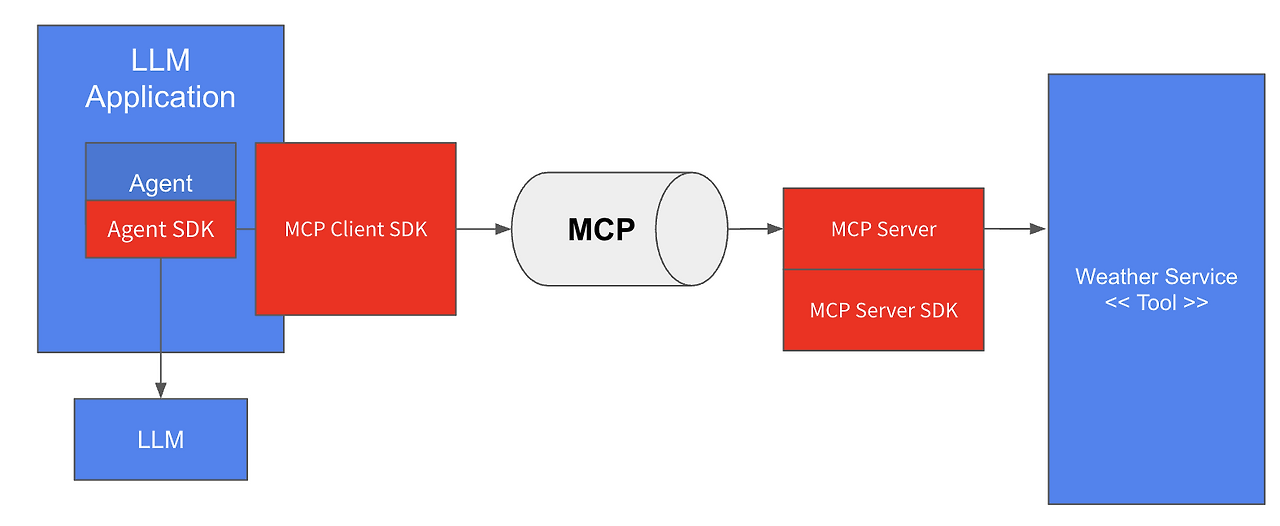 LLM
Application
Agent
Agent SDK
MCP Client SDK
MCP
MCP Server
MCP Server SDK
Weather Service
<< Tool >>
LLM